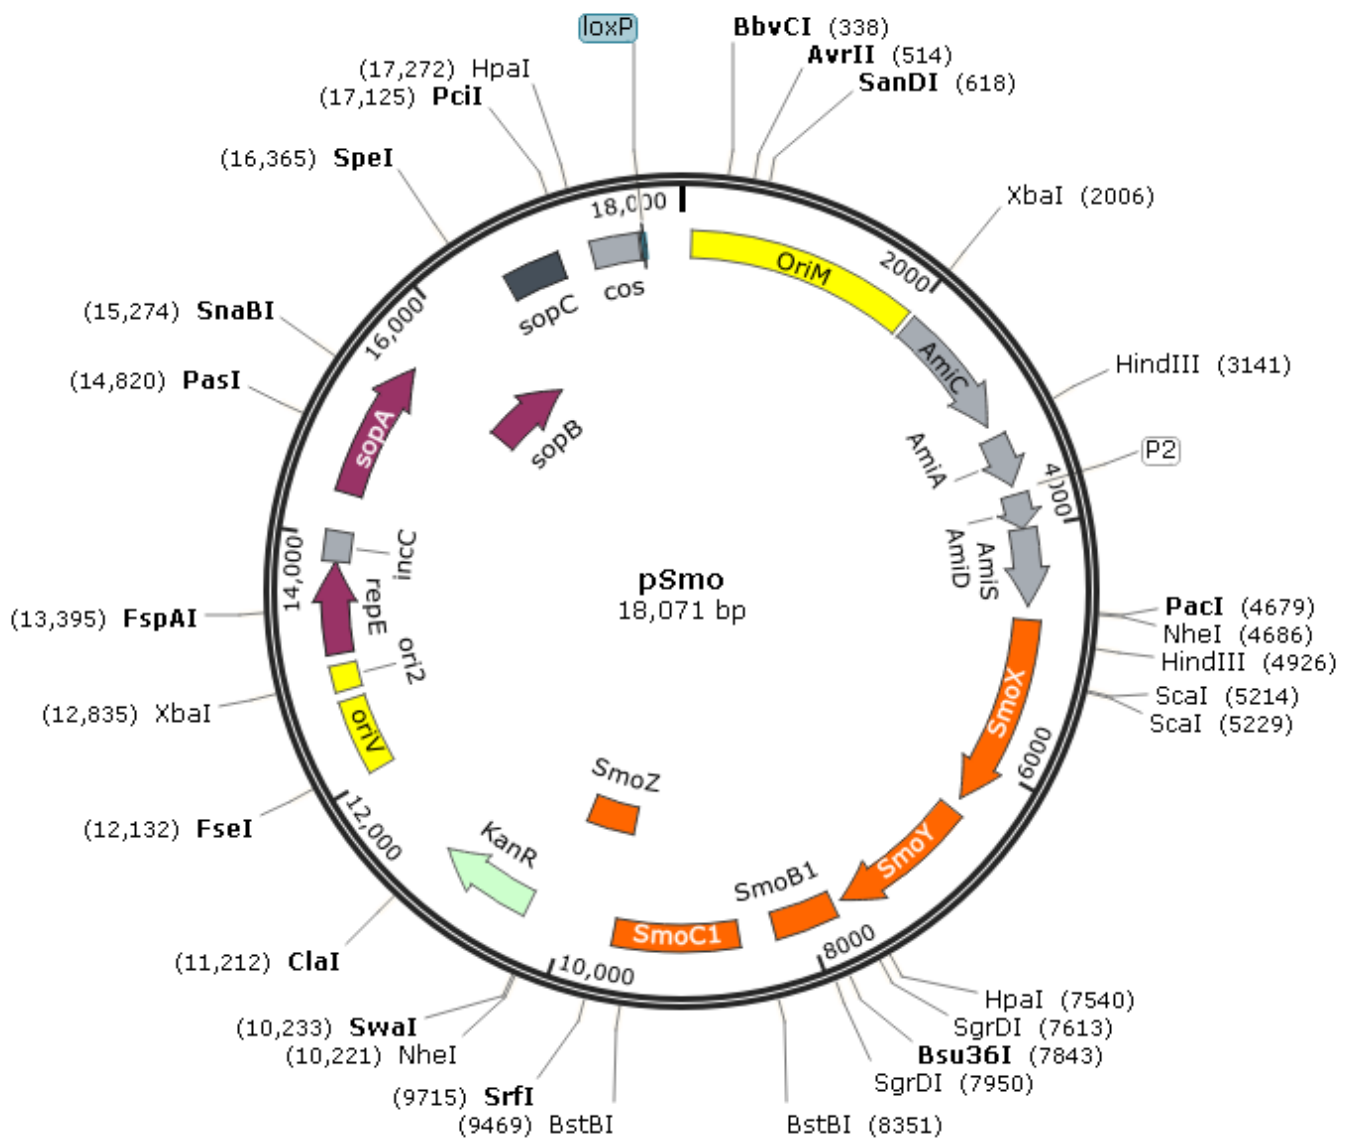 loxP
BbvCI (338)
AvrII (514)
SanDI (618)
(17,272) HpaI
(17,125) PciI
(16,365) SpeI
XbaI (2006)
18,000
OriM
2000
cos
sopC
AmiC
(15,274) SnaBI
16,000
HindIII (3141)
(14,820) PasI
sopA
sopB
AmiA
P2
4000
AmiD
AmiS
incC
14,000
repE
pSmo
18,071 bp
PacI (4679)
NheI (4686)
(13,395) FspAI
HindIII (4926)
ori2
ScaI (5214)
ScaI (5229)
(12,835) XbaI
oriV
SmoX
6000
SmoZ
(12,132) FseI
12,000
KanR
SmoY
SmoB1
SmoC1
8000
(11,212) ClaI
10,000
HpaI (7540)
(10,233) SwaI
SgrDI (7613)
(10,221) NheI
Bsu36I (7843)
SgrDI (7950)
(9715) SrfI
(9469) BstBI
BstBI (8351)